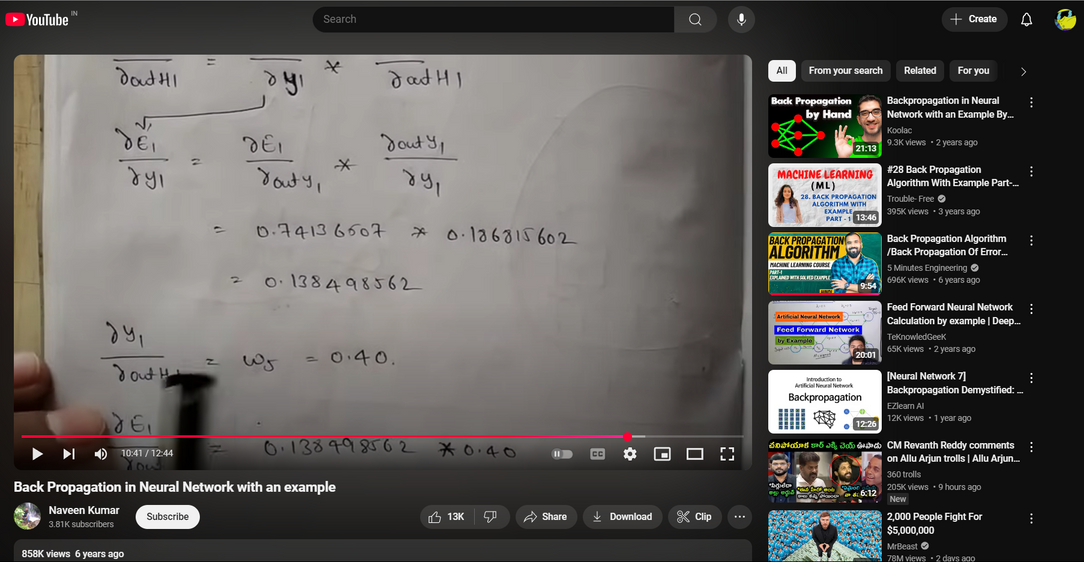 YouTube IN
Search
Create
∂outH1 = ∂y1 * ∂outH1
∂E1 / ∂y1 = ∂E1 / ∂outy1 * ∂outy1 / ∂y1
= 0.74136507 * 0.186815602
= 0.138498562
∂y1 / ∂outH1 = w5 = 0.40.
∂E1
= 0.138498562 * 0.40
10:41 / 12:44
CC
Back Propagation in Neural Network with an example
Naveen Kumar
3.81K subscribers
Subscribe
13K
Share
Download
Clip
858K views 6 years ago
All
From your search
Related
For you
Back Propagation
by Hand
21:13
Backpropagation in Neural
Network with an Example By…
Koolac
9.3K views • 2 years ago
MACHINE LEARNING
(ML)
28. BACK PROPAGATION
ALGORITHM WITH
EXAMPLE
PART - 1
13:46
#28 Back Propagation
Algorithm With Example Part-…
Trouble- Free
395K views • 3 years ago
BACK PROPAGATION
ALGORITHM
MACHINE LEARNING COURSE
PART-1
EXPLAINED WITH SOLVED EXAMPLE
9:54
Back Propagation Algorithm
/Back Propagation Of Error…
5 Minutes Engineering
696K views • 6 years ago
Artificial Neural Network
Feed Forward Network
by Example
20:01
Feed Forward Neural Network
Calculation by example | Deep…
TeKnowledGeeK
65K views • 2 years ago
Introduction to
Artificial Neural Network
Backpropagation
12:26
[Neural Network 7]
Backpropagation Demystified: …
EZlearn AI
12K views • 1 year ago
6:12
CM Revanth Reddy comments
on Allu Arjun trolls | Allu Arjun…
360 trolls
205K views • 9 hours ago
New
2,000 People Fight For
$5,000,000
MrBeast
78M views • 2 days ago